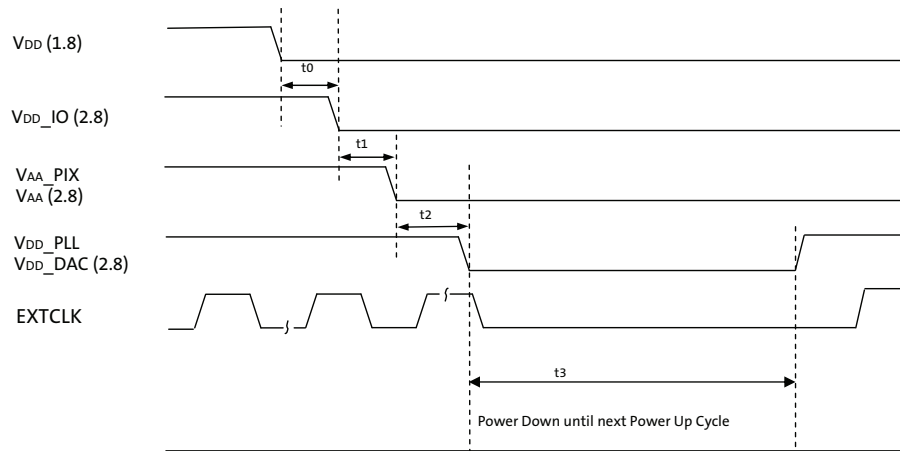 VDD (1.8)
t0
VDD_IO (2.8)
t1
VAA_PIX
VAA (2.8)
t2
VDD_PLL
VDD_DAC (2.8)
EXTCLK
t3
Power Down until next Power Up Cycle